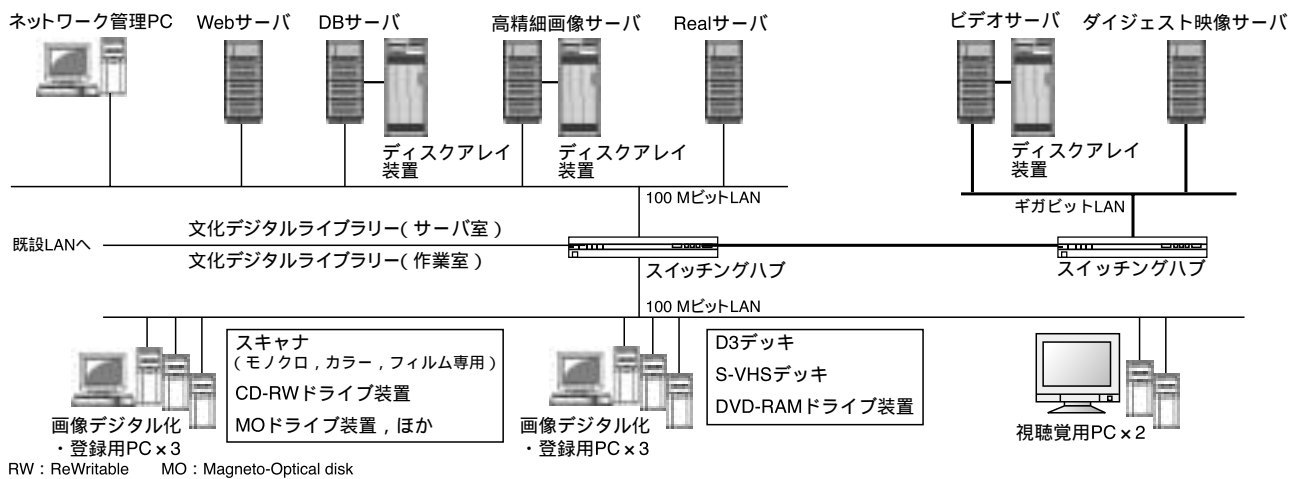 ネットワーク管理PC
Webサーバ
DBサーバ
高精細画像サーバ
Realサーバ
ビデオサーバ
ダイジェスト映像サーバ
ディスクアレイ
装置
ディスクアレイ
装置
ディスクアレイ
装置
100 MビットLAN
ギガビットLAN
文化デジタルライブラリー(サーバ室)
既設LANへ
文化デジタルライブラリー(作業室)
スイッチングハブ
スイッチングハブ
100 MビットLAN
スキャナ
(モノクロ,カラー,フィルム専用)
CD-RWドライブ装置
MOドライブ装置,ほか
D3デッキ
S-VHSデッキ
DVD-RAMドライブ装置
画像デジタル化
・登録用PC×3
画像デジタル化
・登録用PC×3
視聴覚用PC×2
RW:ReWritable MO:Magneto-Optical disk